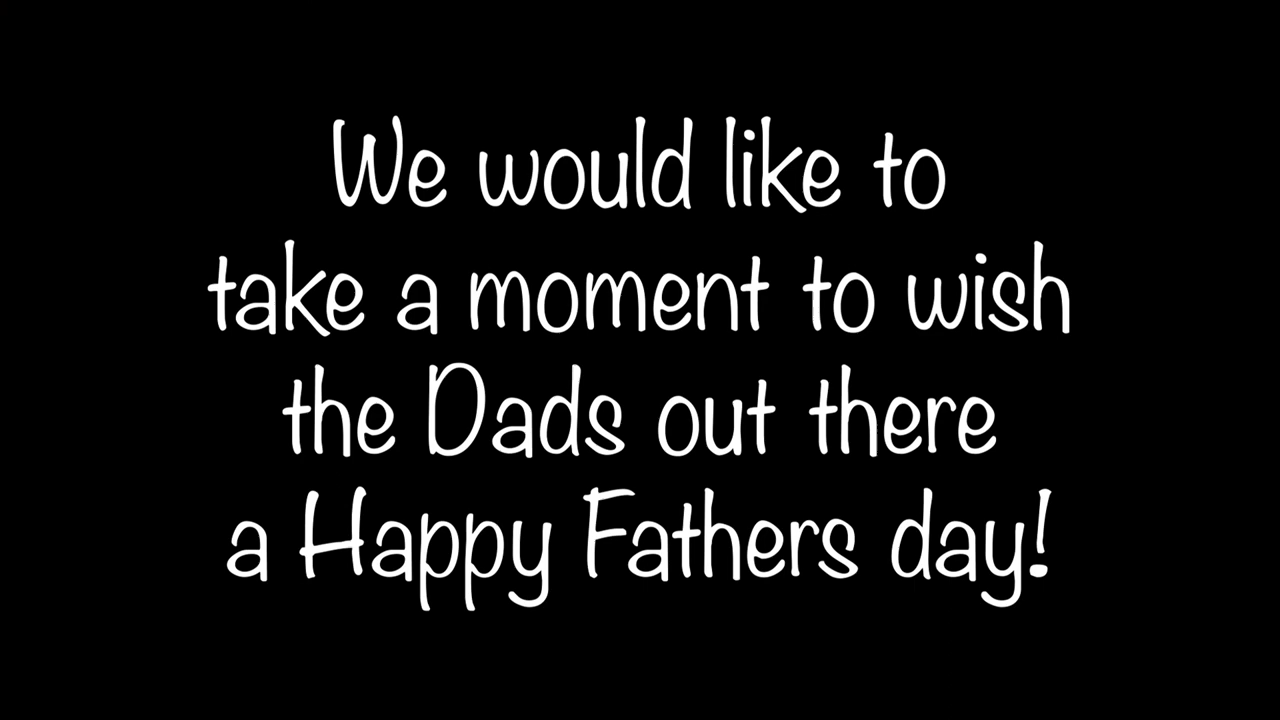 We would like to
take a moment to wish
the Dads out there
a Happy Fathers day!